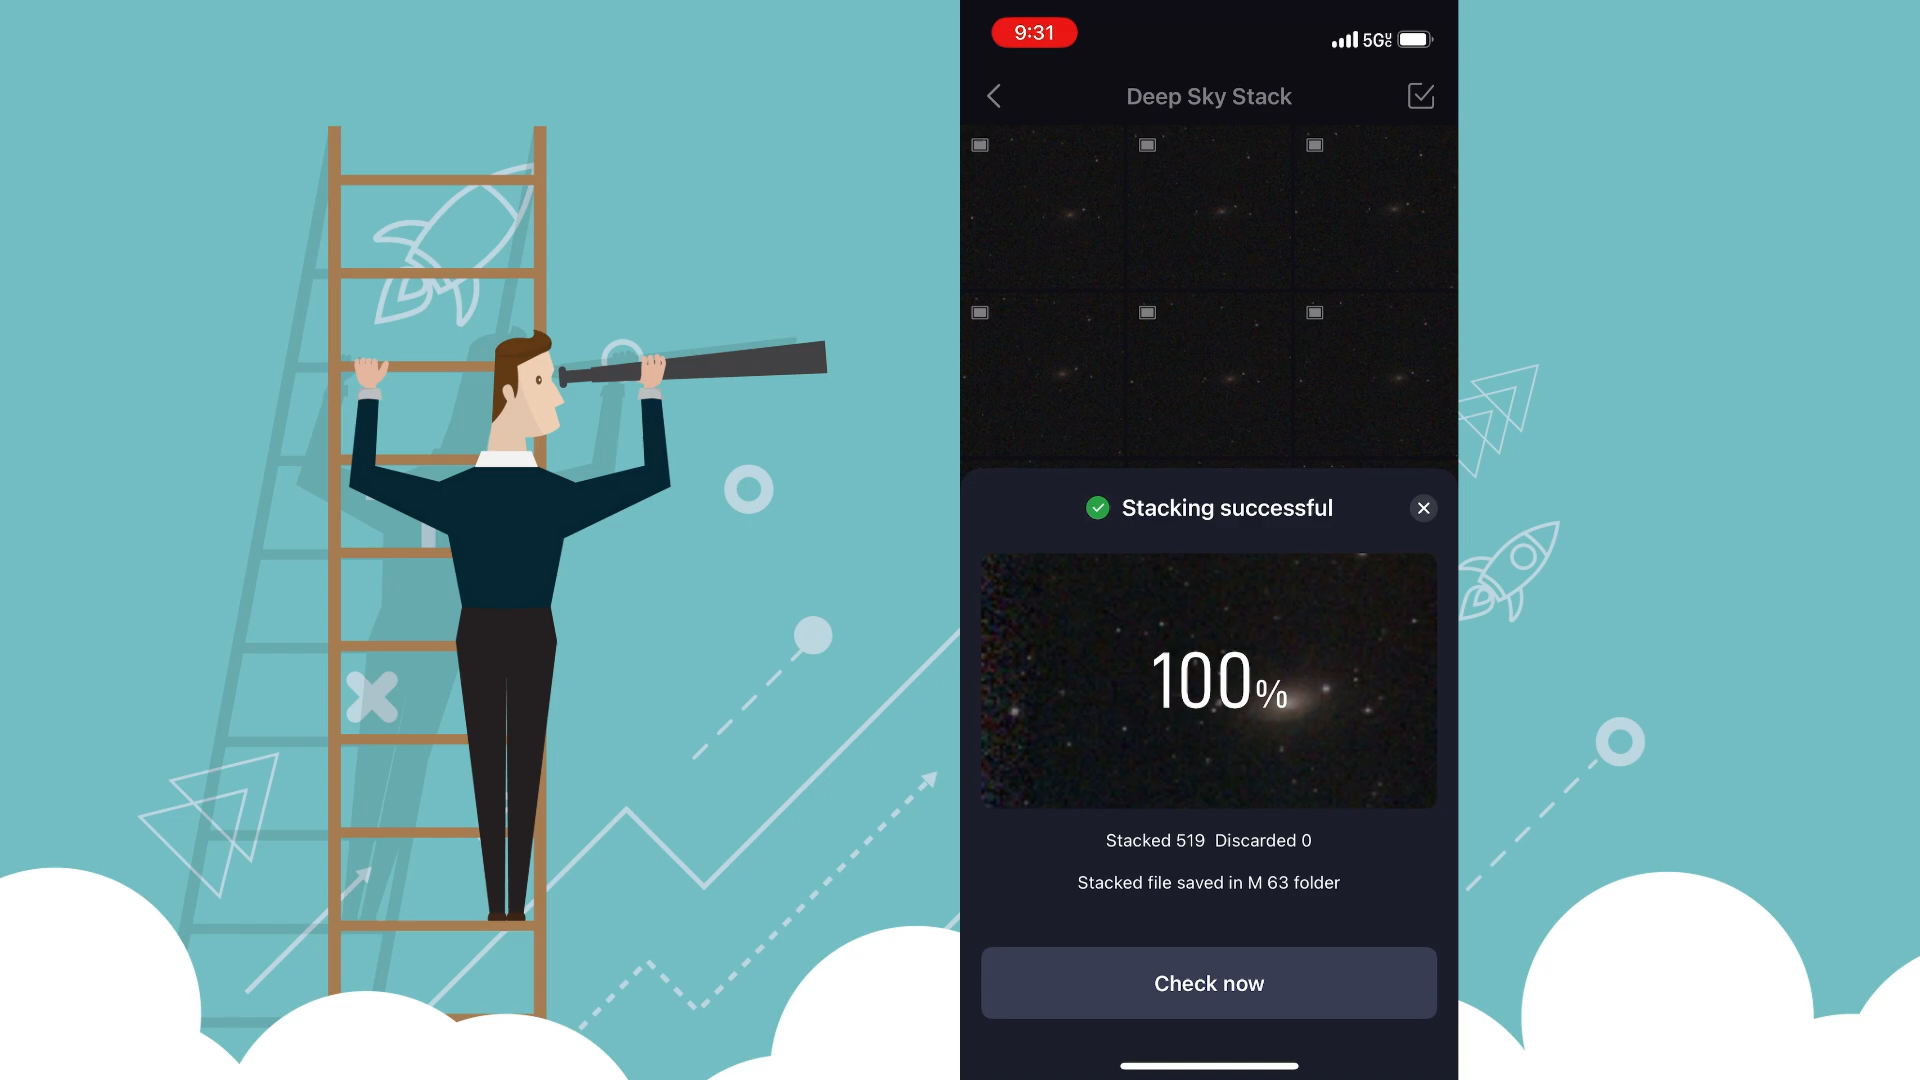 9:31
5G UC
Deep Sky Stack
Stacking successful
100%
Stacked 519 Discarded 0
Stacked file saved in M 63 folder
Check now